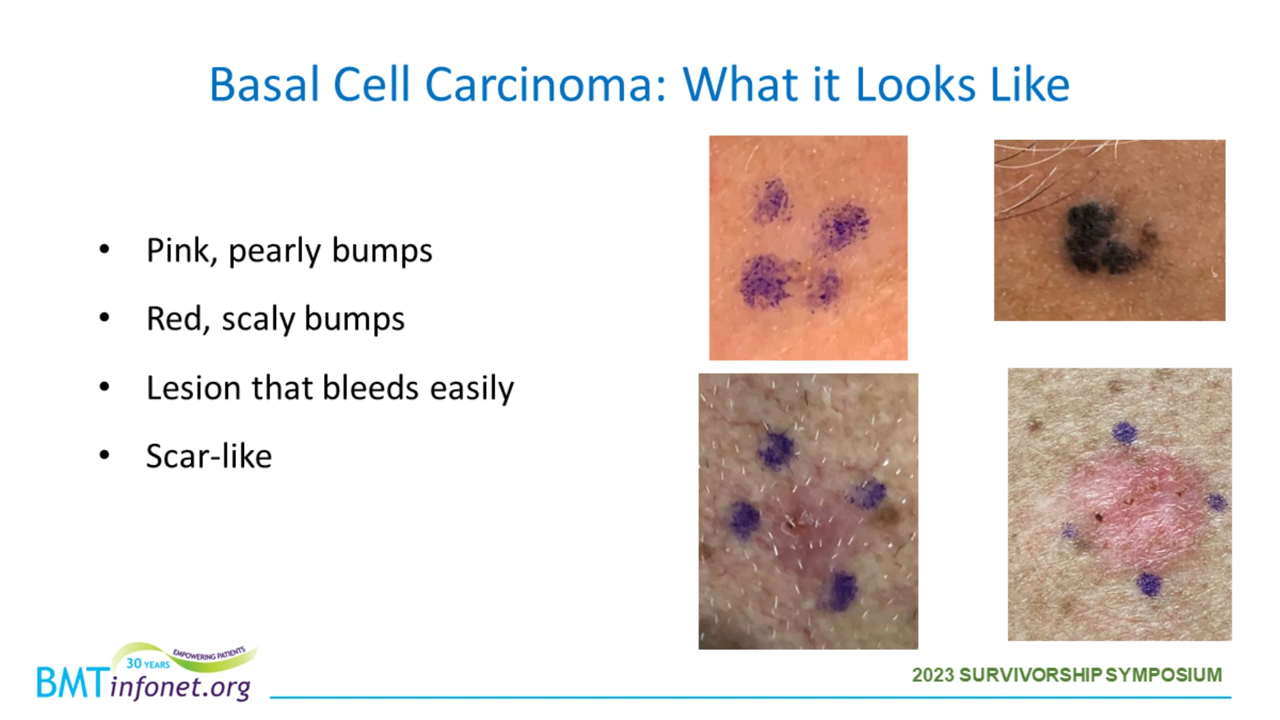 Basal Cell Carcinoma: What it Looks Like
• Pink, pearly bumps
• Red, scaly bumps
• Lesion that bleeds easily
• Scar-like
30 YEARS
EMPOWERING PATIENTS
BMTinfonet.org
2023 SURVIVORSHIP SYMPOSIUM